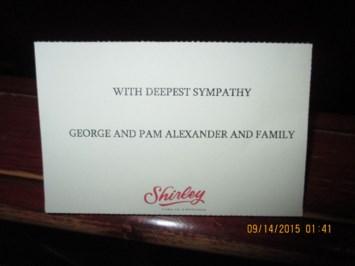 WITH DEEPEST SYMPATHY
GEORGE AND PAM ALEXANDER AND FAMILY
Shirley
09/14/2015 01:41